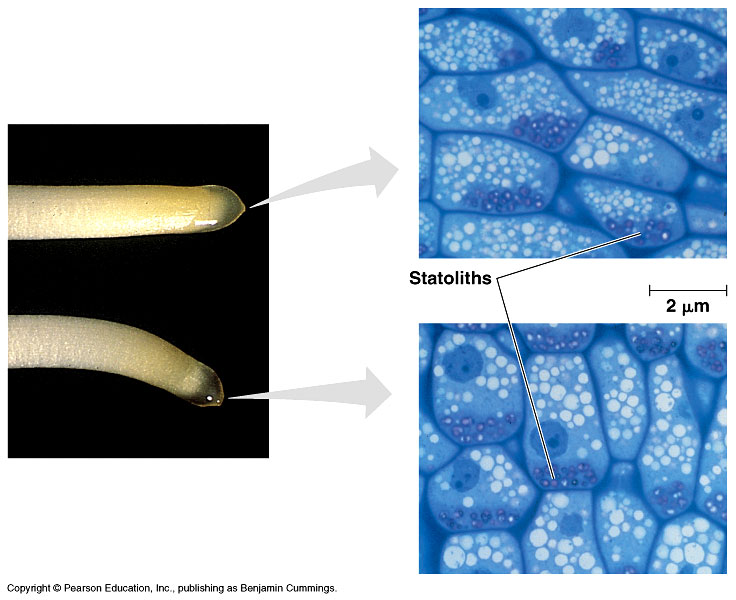 Statoliths
2 μm
Copyright © Pearson Education, Inc., publishing as Benjamin Cummings.